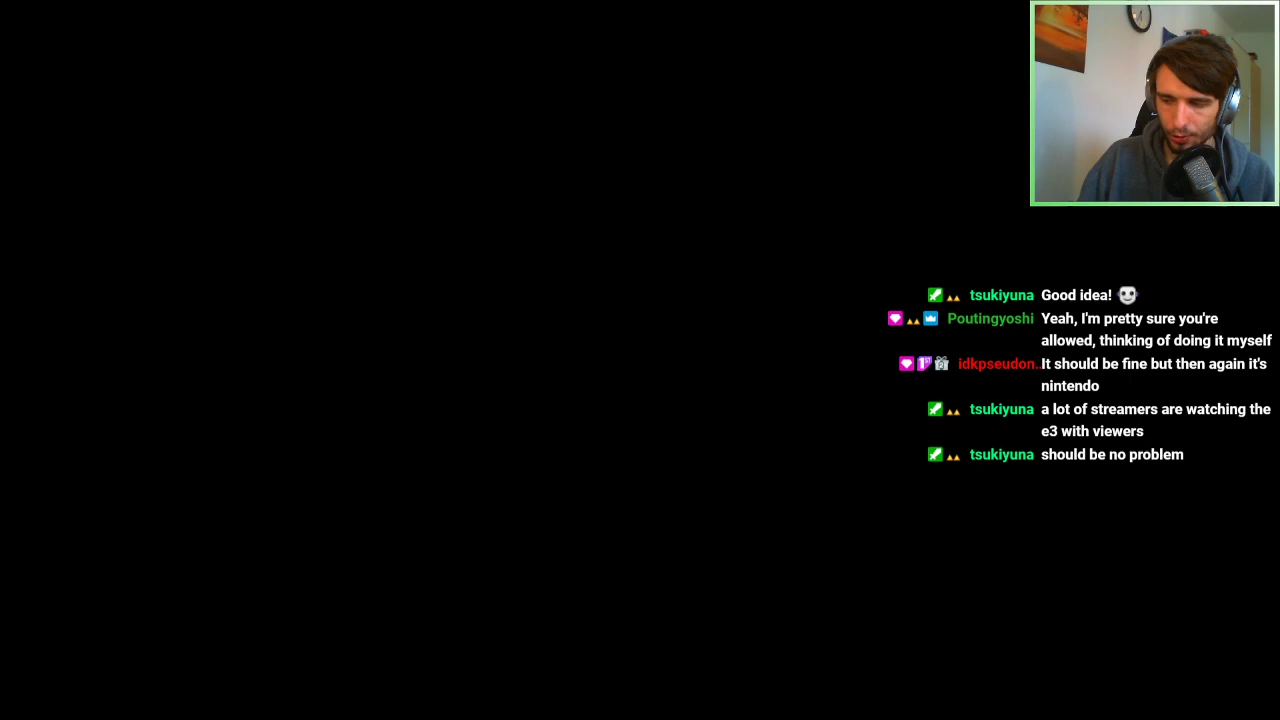 tsukiyuna Good idea!
Poutingyoshi Yeah, I'm pretty sure you're
allowed, thinking of doing it myself
idkpseudon.. It should be fine but then again it's
nintendo
tsukiyuna a lot of streamers are watching the
e3 with viewers
tsukiyuna should be no problem